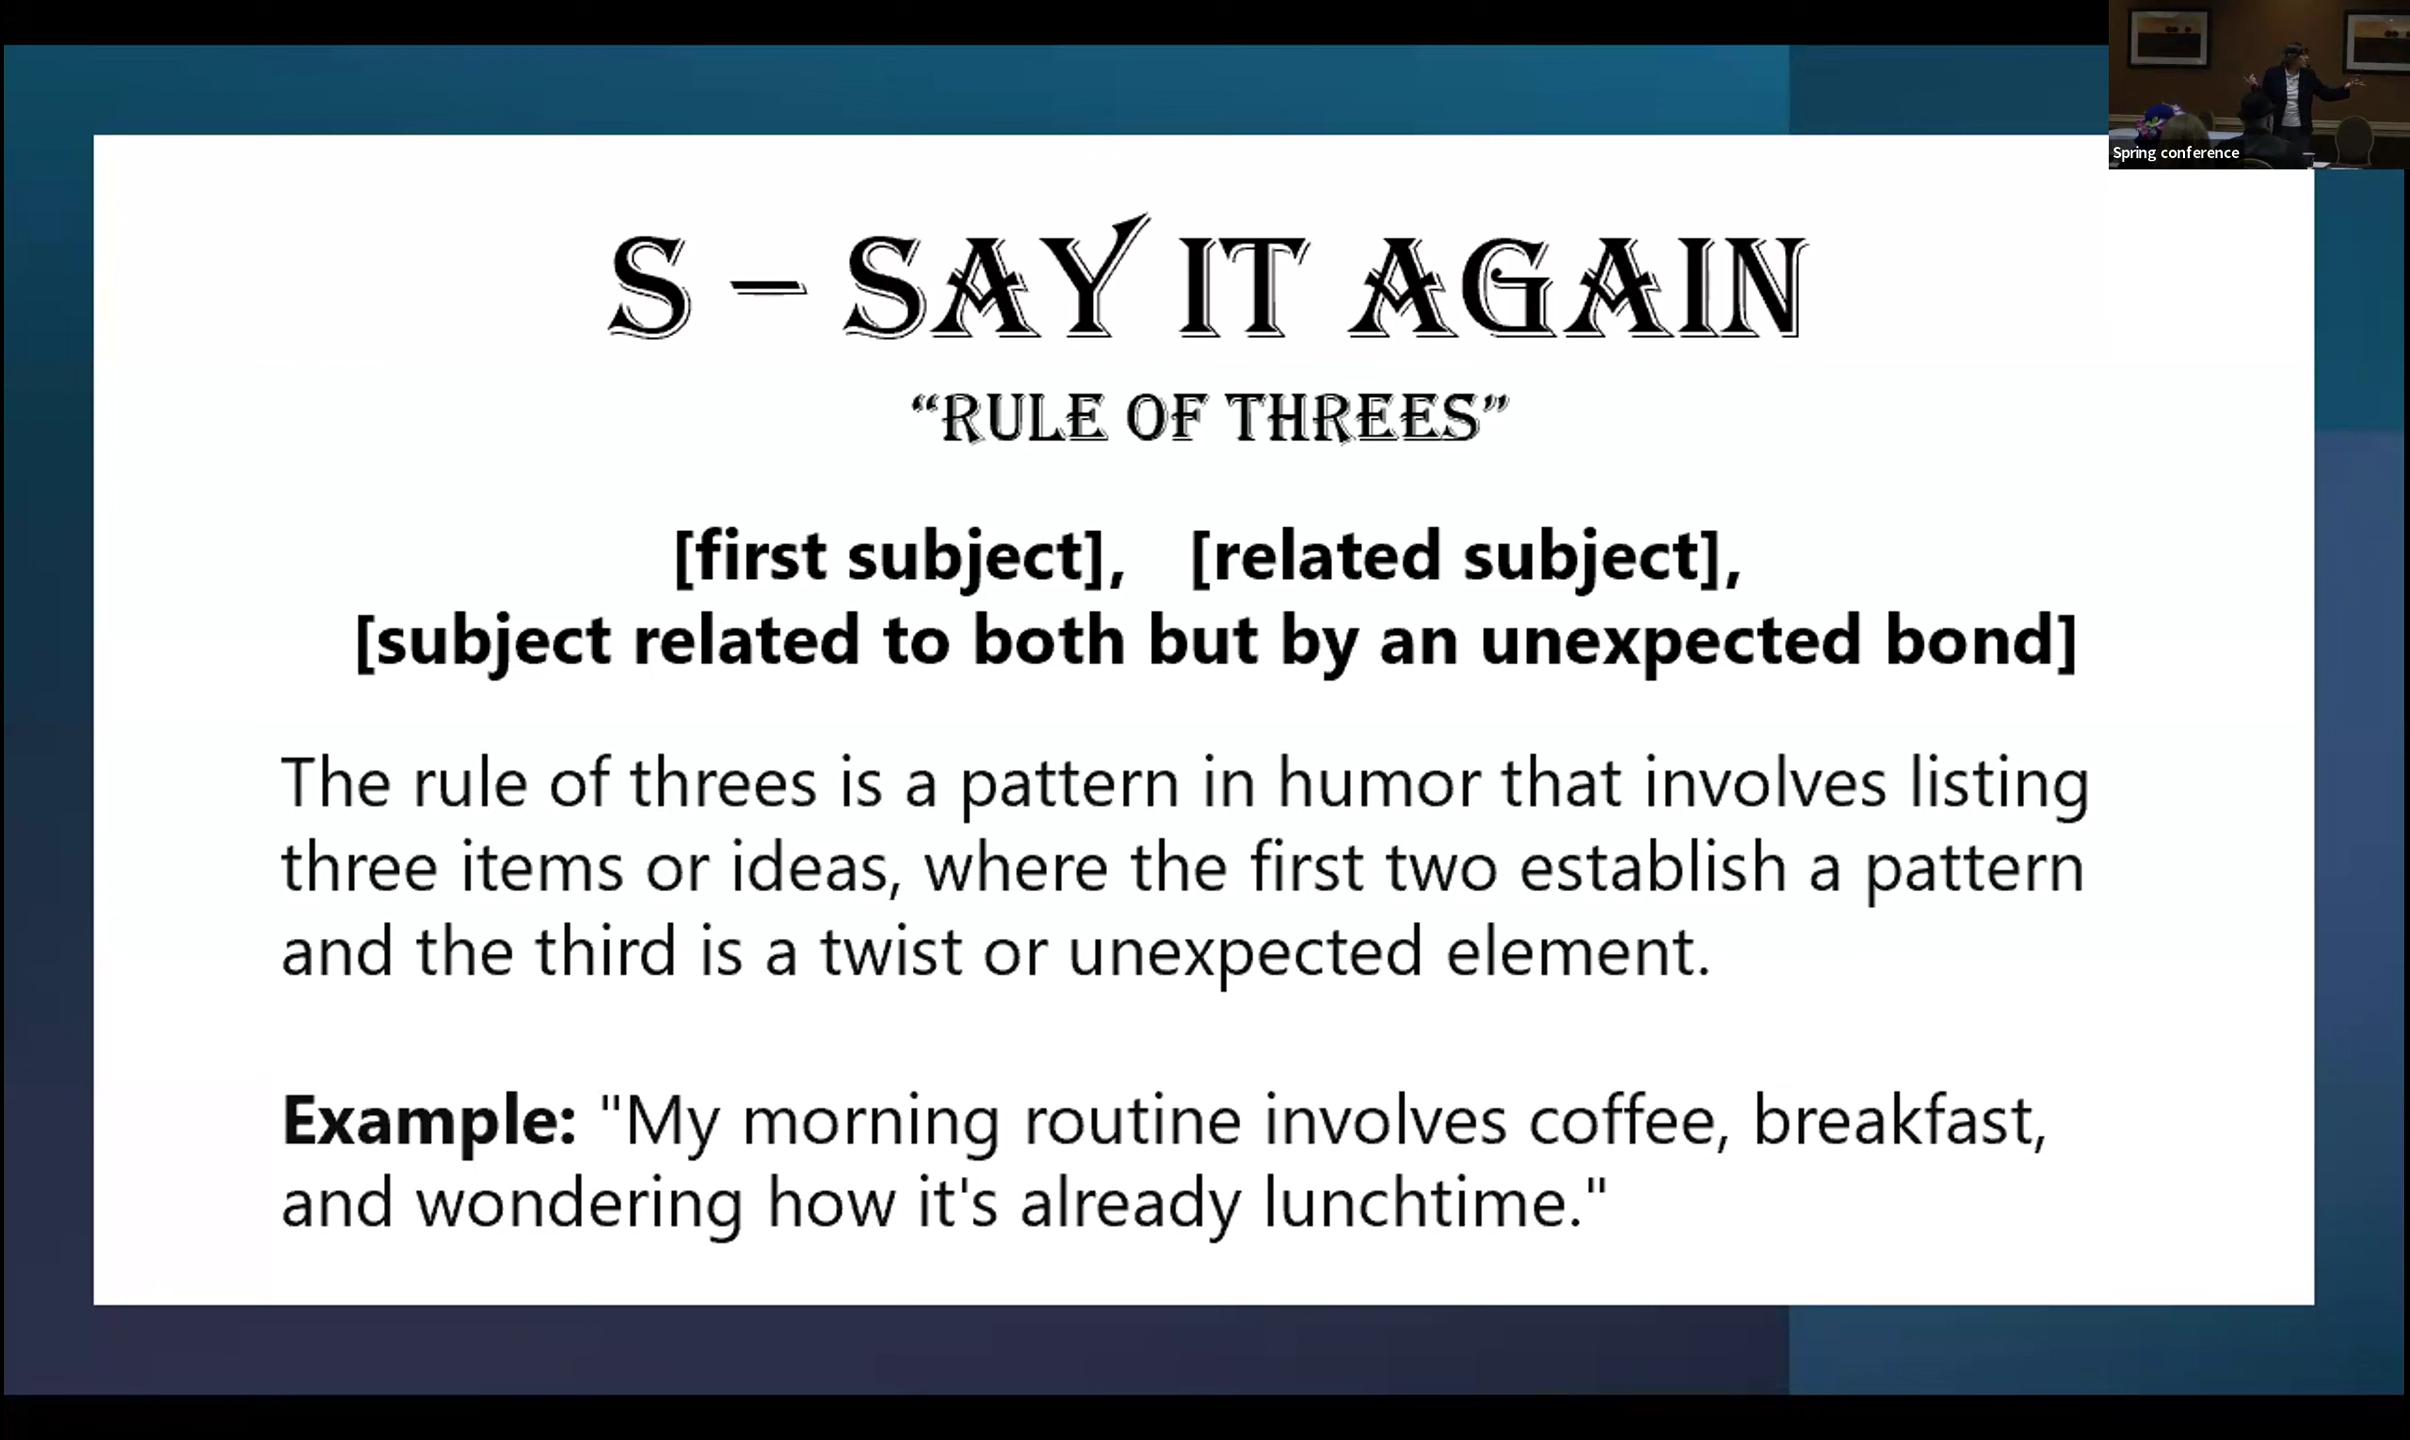 Spring conference
S – SAY IT AGAIN
“RULE OF THREES”
[first subject], [related subject],
[subject related to both but by an unexpected bond]
The rule of threes is a pattern in humor that involves listing
three items or ideas, where the first two establish a pattern
and the third is a twist or unexpected element.
Example: "My morning routine involves coffee, breakfast,
and wondering how it's already lunchtime."